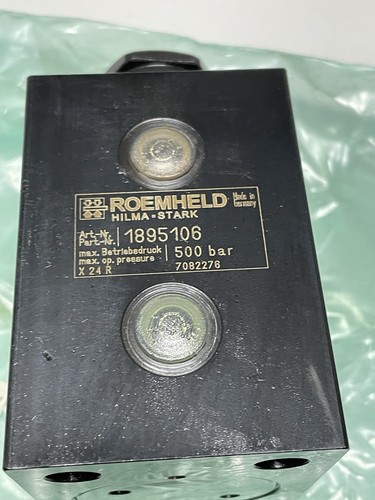 ROEMHELD
HILMA·STARK
Made in
Germany
Art-Nr.
Part-Nr. 1895106
max. Betriebsdruck
max. op. pressure 500 bar
X 24 R 7082276